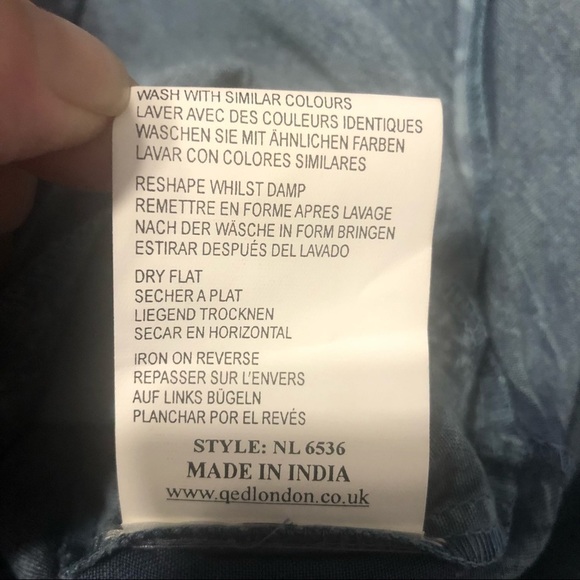 WASH WITH SIMILAR COLOURS
LAVER AVEC DES COULEURS IDENTIQUES
WASCHEN SIE MIT ÄHNLICHEN FARBEN
LAVAR CON COLORES SIMILARES
RESHAPE WHILST DAMP
REMETTRE EN FORME APRES LAVAGE
NACH DER WÄSCHE IN FORM BRINGEN
ESTIRAR DESPUÉS DEL LAVADO
DRY FLAT
SECHER A PLAT
LIEGEND TROCKNEN
SECAR EN HORIZONTAL
IRON ON REVERSE
REPASSER SUR L'ENVERS
AUF LINKS BÜGELN
PLANCHAR POR EL REVÉS
STYLE: NL 6536
MADE IN INDIA
www.qedlondon.co.uk